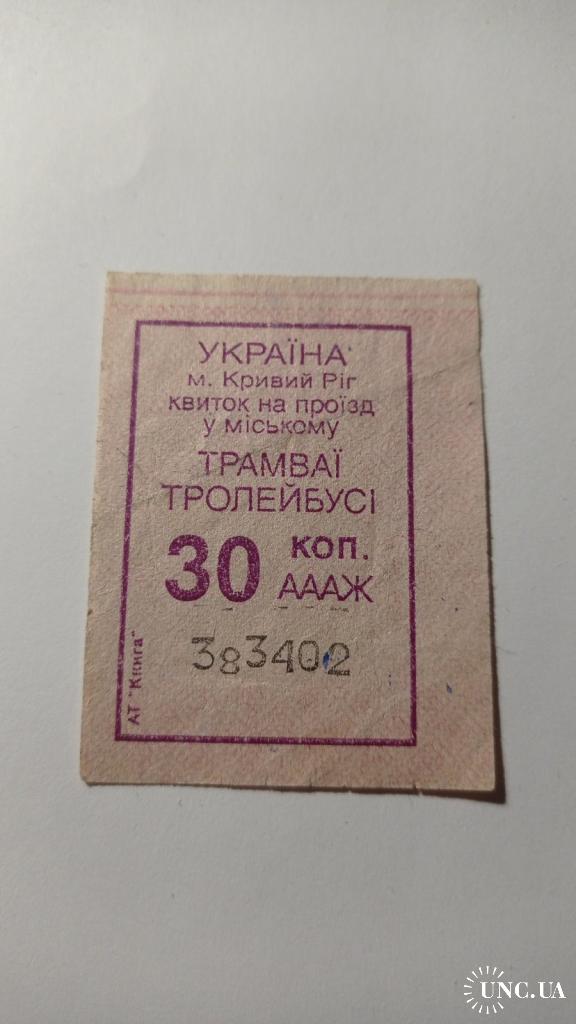 УКРАЇНА
м. Кривий Ріг
квиток на проїзд
у міському
ТРАМВАЇ
ТРОЛЕЙБУСІ
30 коп.
АААЖ
383402
АТ "Книга"
UNC.UA